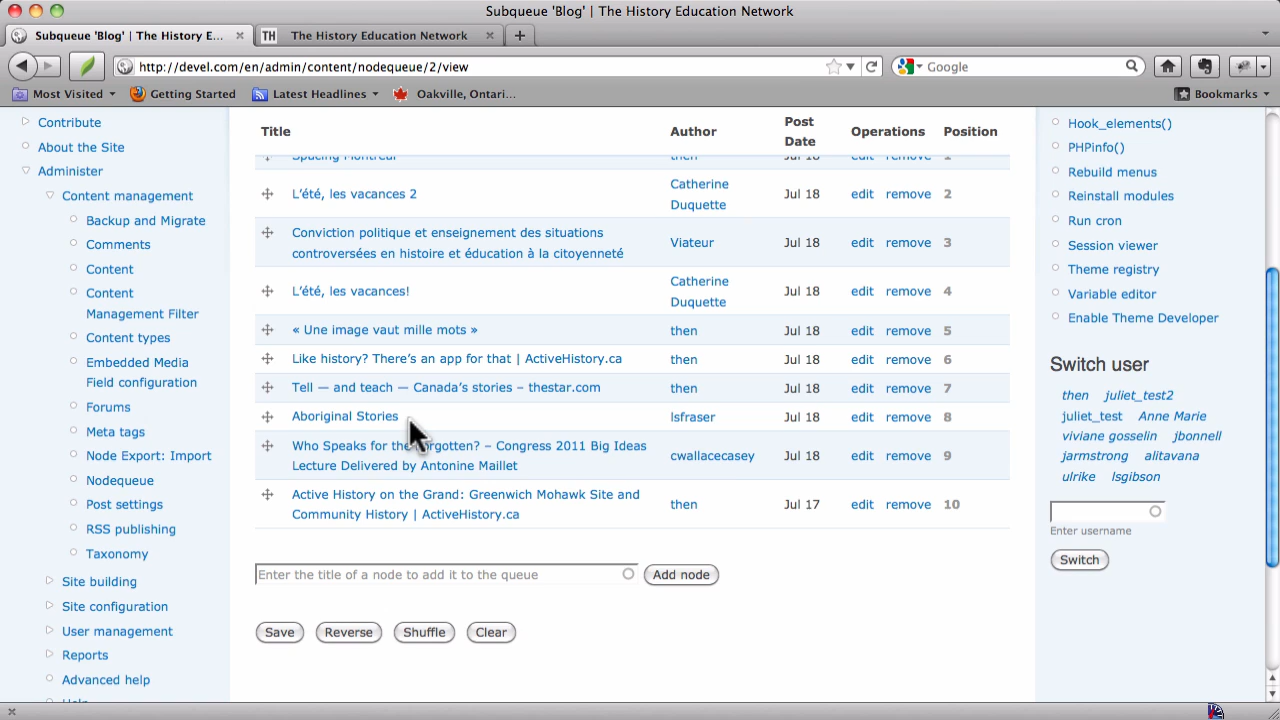 Subqueue 'Blog' | The History Education Network
Subqueue 'Blog' | The History E...
TH The History Education Network
http://devel.com/en/admin/content/nodequeue/2/view
Google
Most Visited
Getting Started
Latest Headlines
Oakville, Ontari...
Bookmarks
Contribute
About the Site
Administer
Content management
Backup and Migrate
Comments
Content
Content
Management Filter
Content types
Embedded Media
Field configuration
Forums
Meta tags
Node Export: Import
Nodequeue
Post settings
RSS publishing
Taxonomy
Site building
Site configuration
User management
Reports
Advanced help
Help
Title Author Post Date Operations Position
Spacing Montreal then Jul 18 edit remove 1
L'été, les vacances 2 Catherine Duquette Jul 18 edit remove 2
Conviction politique et enseignement des situations
controversées en histoire et éducation à la citoyenneté Viateur Jul 18 edit remove 3
L'été, les vacances! Catherine Duquette Jul 18 edit remove 4
« Une image vaut mille mots » then Jul 18 edit remove 5
Like history? There's an app for that | ActiveHistory.ca then Jul 18 edit remove 6
Tell — and teach — Canada's stories – thestar.com then Jul 18 edit remove 7
Aboriginal Stories lsfraser Jul 18 edit remove 8
Who Speaks for the Forgotten? – Congress 2011 Big Ideas
Lecture Delivered by Antonine Maillet cwallacecasey Jul 18 edit remove 9
Active History on the Grand: Greenwich Mohawk Site and
Community History | ActiveHistory.ca then Jul 17 edit remove 10
Enter the title of a node to add it to the queue
Add node
Save Reverse Shuffle Clear
Hook_elements()
PHPinfo()
Rebuild menus
Reinstall modules
Run cron
Session viewer
Theme registry
Variable editor
Enable Theme Developer
Switch user
then juliet_test2
juliet_test Anne Marie
viviane gosselin jbonnell
jarmstrong alitavana
ulrike lsgibson
Enter username
Switch